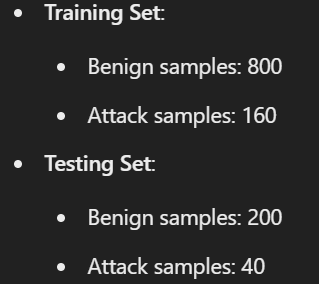 • Training Set:
• Benign samples: 800
• Attack samples: 160
• Testing Set:
• Benign samples: 200
• Attack samples: 40